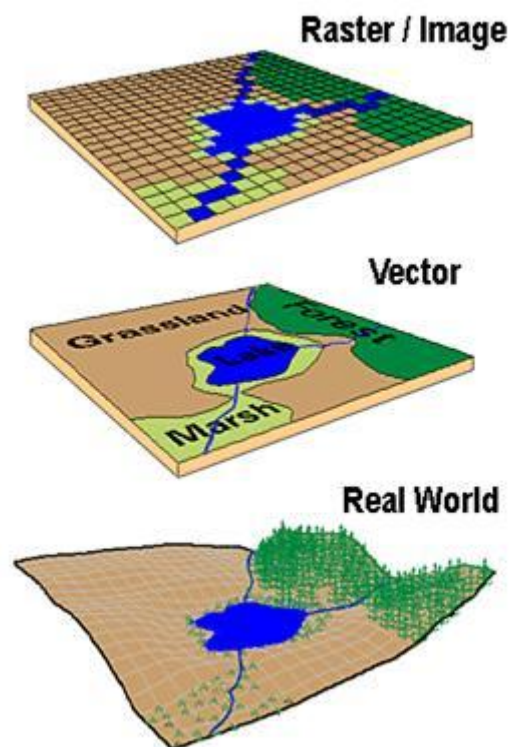 Raster / Image
Vector
Grassland
Forest
Lake
Marsh
Real World